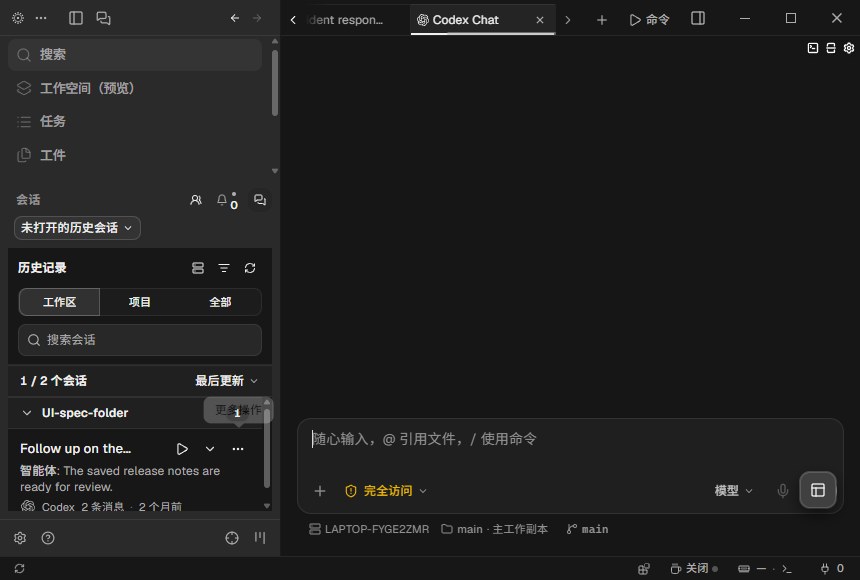 dent respon...
Codex Chat
命令
搜索
工作空间（预览）
任务
工件
会话
0
未打开的历史会话
历史记录
工作区 项目 全部
搜索会话
1 / 2 个会话 最后更新
更多操作
UI-spec-folder 1
Follow up on the...
智能体: The saved release notes are
ready for review.
Codex 2 条消息 · 2 个月前
随心输入，@ 引用文件，/ 使用命令
完全访问
模型
LAPTOP-FYGE2ZMR main · 主工作副本 main
关闭 — · 0